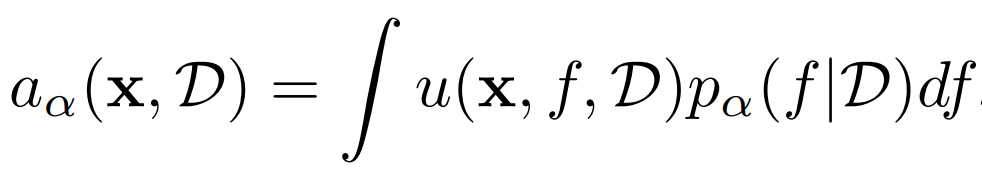 a_α(𝐱, 𝒟) = ∫ u(𝐱, f, 𝒟)p_α(f|𝒟)df.